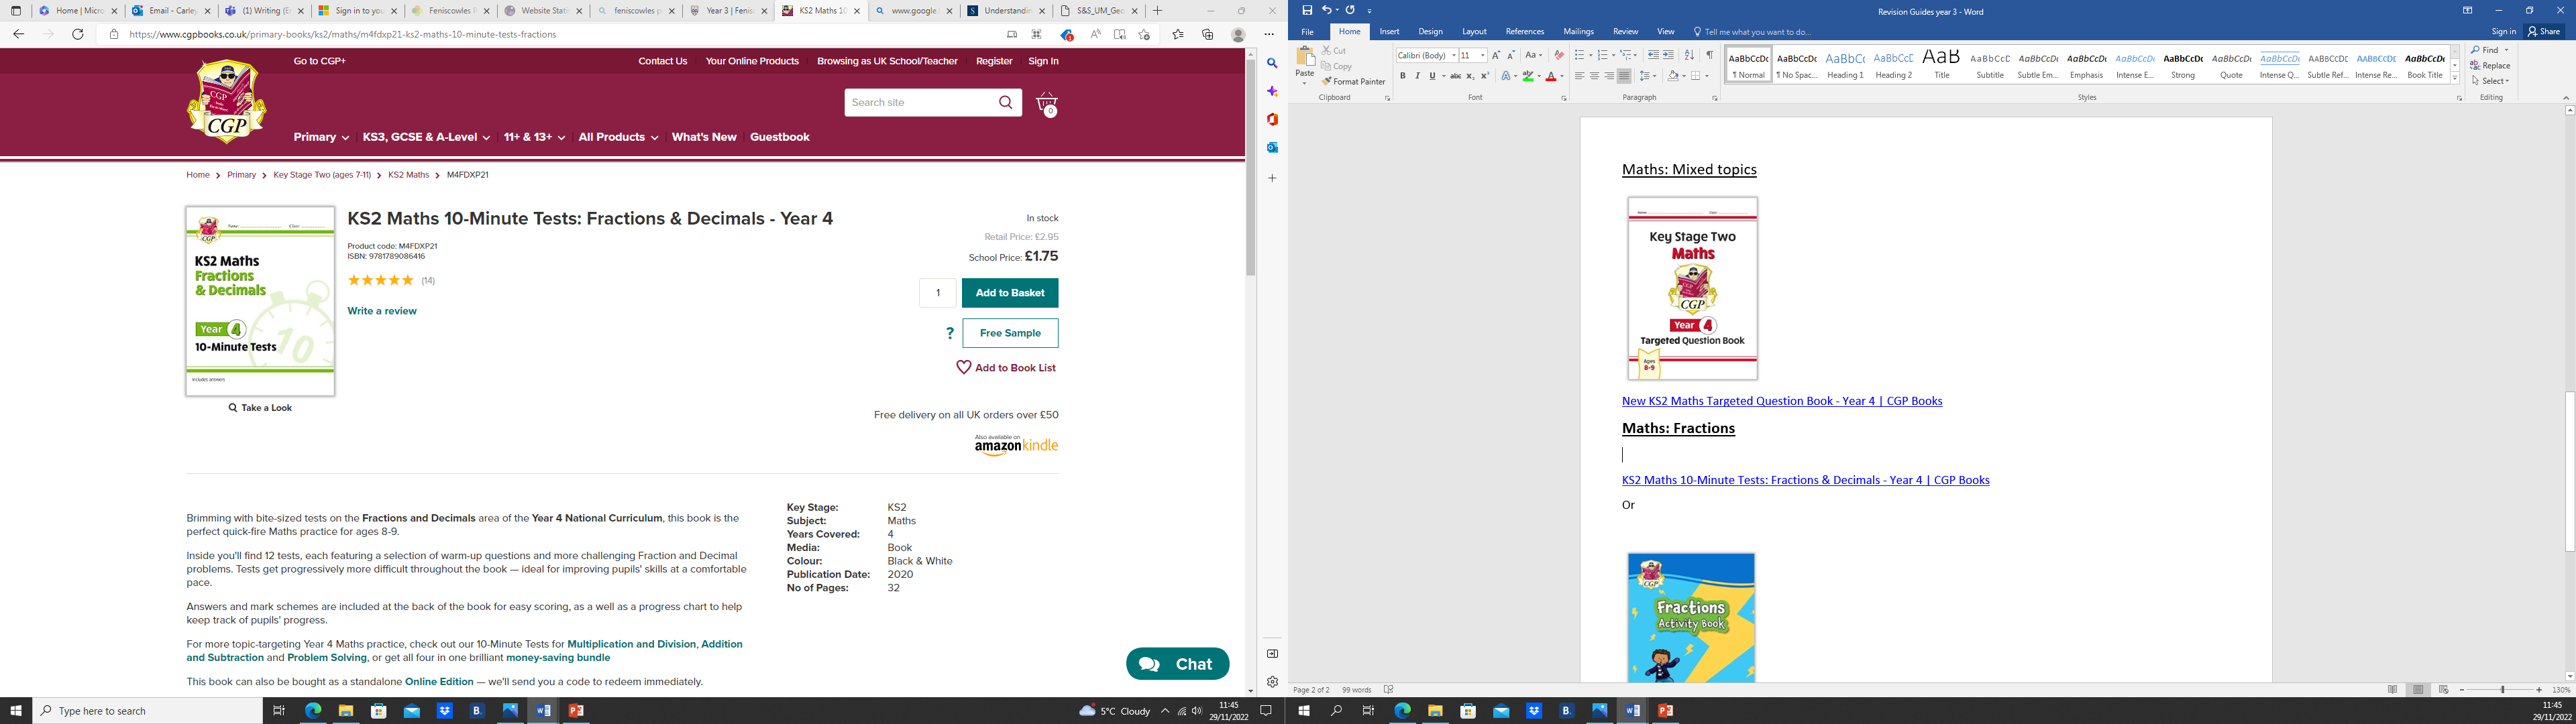 Home | Micro
Email – Carley
(1) Writing (E
Sign in to you
Feniscowles P
Website Stati
feniscowles p
Year 3 | Fenis
KS2 Maths 10
www.google.
Understandin
S&S_UM_Geo
https://www.cgpbooks.co.uk/primary-books/ks2/maths/m4fdxp21-ks2-maths-10-minute-tests-fractions
Go to CGP+
Contact Us
Your Online Products
Browsing as UK School/Teacher
Register
Sign In
CGP
Search site
0
Primary
KS3, GCSE & A-Level
11+ & 13+
All Products
What's New
Guestbook
Home > Primary > Key Stage Two (ages 7-11) > KS2 Maths > M4FDXP21
CGP
KS2 Maths
Fractions
& Decimals
Year 4
10-Minute Tests
10
Includes answers
Take a Look
KS2 Maths 10-Minute Tests: Fractions & Decimals - Year 4
Product code: M4FDXP21
ISBN: 9781789086416
(14)
Write a review
In stock
Retail Price: £2.95
School Price: £1.75
1
Add to Basket
? Free Sample
Add to Book List
Free delivery on all UK orders over £50
Also available on
amazonkindle
Brimming with bite-sized tests on the Fractions and Decimals area of the Year 4 National Curriculum, this book is the
perfect quick-fire Maths practice for ages 8-9.
Inside you'll find 12 tests, each featuring a selection of warm-up questions and more challenging Fraction and Decimal
problems. Tests get progressively more difficult throughout the book — ideal for improving pupils' skills at a comfortable
pace.
Answers and mark schemes are included at the back of the book for easy scoring, as a well as a progress chart to help
keep track of pupils' progress.
For more topic-targeting Year 4 Maths practice, check out our 10-Minute Tests for Multiplication and Division, Addition
and Subtraction and Problem Solving, or get all four in one brilliant money-saving bundle
This book can also be bought as a standalone Online Edition — we'll send you a code to redeem immediately.
Key Stage: KS2
Subject: Maths
Years Covered: 4
Media: Book
Colour: Black & White
Publication Date: 2020
No of Pages: 32
Chat
Type here to search
5°C Cloudy
11:45
29/11/2022
Revision Guides year 3 - Word
File
Home
Insert
Design
Layout
References
Mailings
Review
View
Tell me what you want to do...
Sign in
Share
Paste
Cut
Copy
Format Painter
Clipboard
Calibri (Body)
11
Font
Paragraph
¶ Normal
¶ No Spac...
Heading 1
Heading 2
Title
Subtitle
Subtle Em...
Emphasis
Intense E...
Strong
Quote
Intense Q...
Subtle Ref...
Intense Re...
Book Title
Styles
Find
Replace
Select
Editing
Maths: Mixed topics
Key Stage Two
Maths
CGP
Year 4
Targeted Question Book
Ages
8-9
New KS2 Maths Targeted Question Book - Year 4 | CGP Books
Maths: Fractions
KS2 Maths 10-Minute Tests: Fractions & Decimals - Year 4 | CGP Books
Or
CGP
Fractions
Activity Book
Page 2 of 2
99 words
130%
11:45
29/11/2022